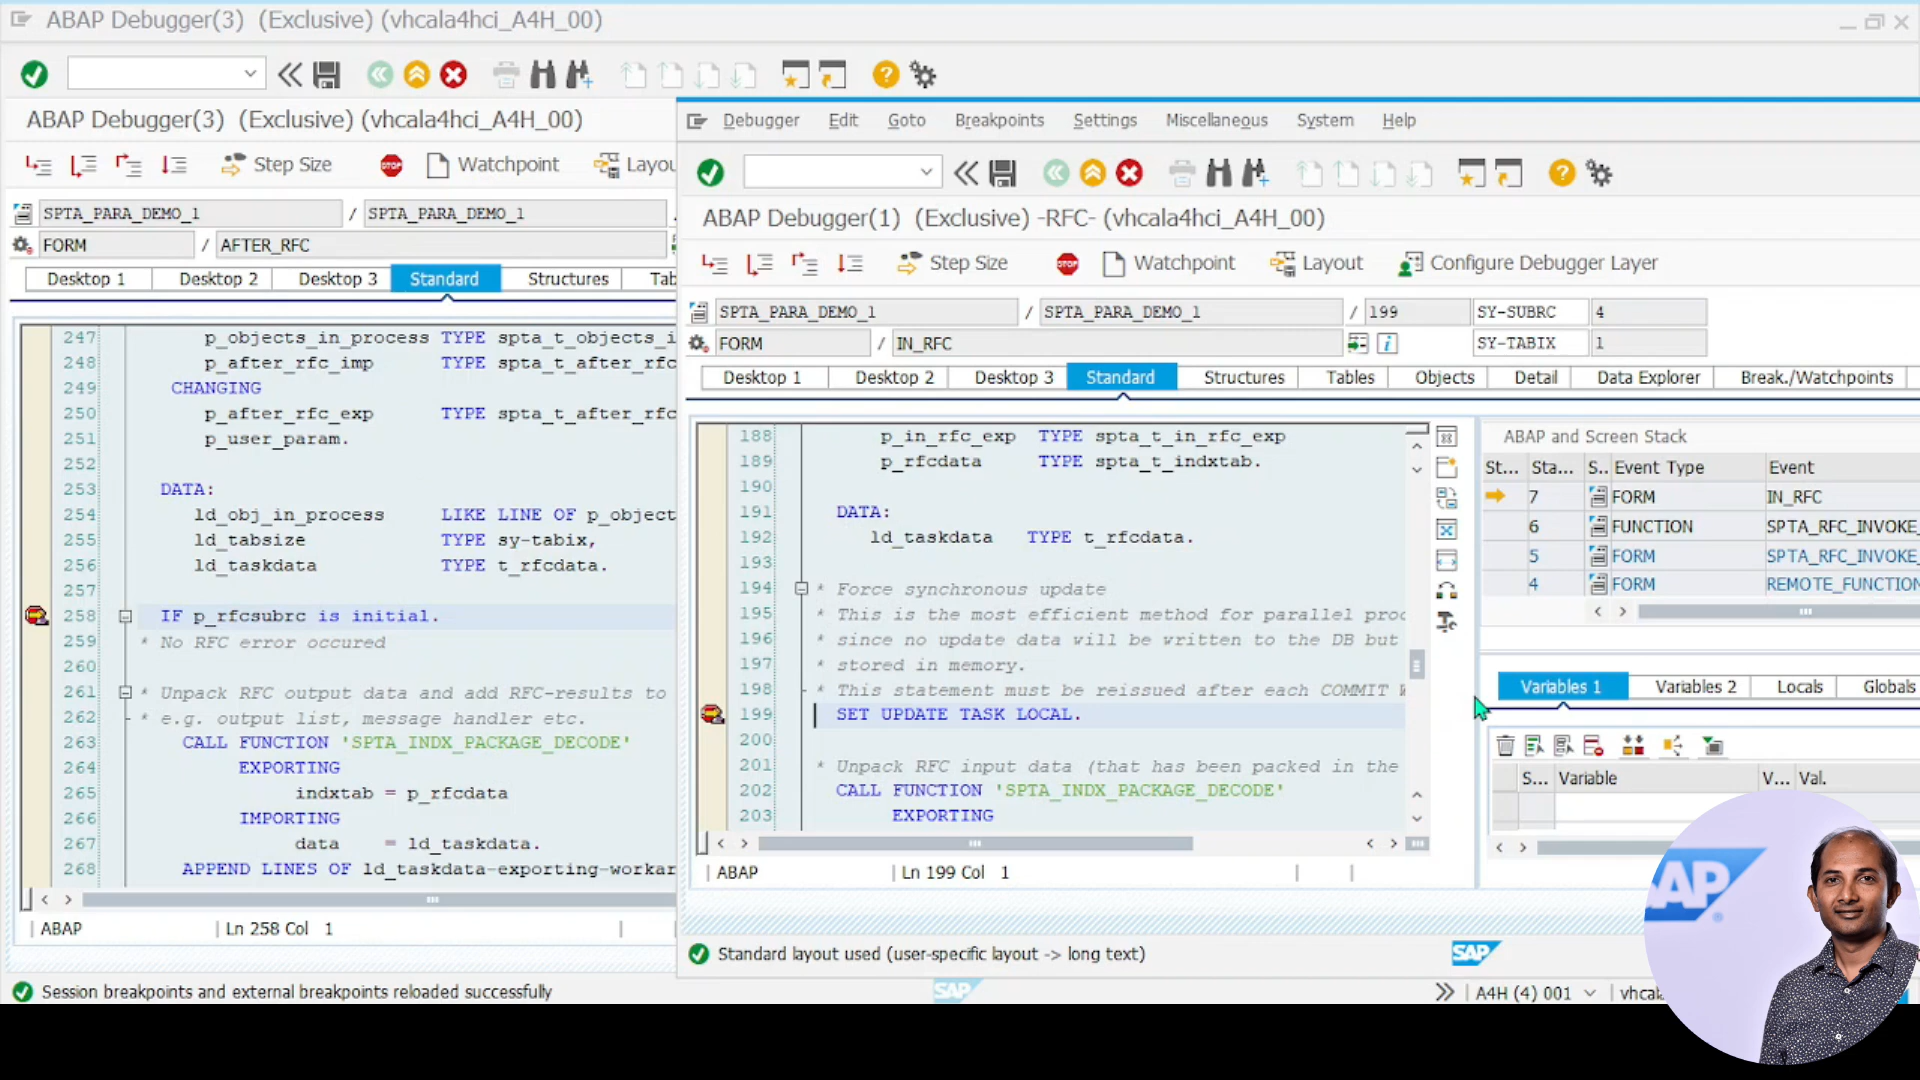 ABAP Debugger(3) (Exclusive) (vhcala4hci_A4H_00)
ABAP Debugger(3) (Exclusive) (vhcala4hci_A4H_00)
Step Size
STOP
Watchpoint
Layou
SPTA_PARA_DEMO_1 / SPTA_PARA_DEMO_1
FORM / AFTER_RFC
Desktop 1
Desktop 2
Desktop 3
Standard
Structures
Tab
247 p_objects_in_process TYPE spta_t_objects_i
248 p_after_rfc_imp TYPE spta_t_after_rfc
249 CHANGING
250 p_after_rfc_exp TYPE spta_t_after_rfc
251 p_user_param.
252
253 DATA:
254 ld_obj_in_process LIKE LINE OF p_object
255 ld_tabsize TYPE sy-tabix,
256 ld_taskdata TYPE t_rfcdata.
257
258 IF p_rfcsubrc is initial.
259 * No RFC error occured
260
261 * Unpack RFC output data and add RFC-results to
262 * e.g. output list, message handler etc.
263 CALL FUNCTION 'SPTA_INDX_PACKAGE_DECODE'
264 EXPORTING
265 indxtab = p_rfcdata
266 IMPORTING
267 data = ld_taskdata.
268 APPEND LINES OF ld_taskdata-exporting-workar
ABAP
Ln 258 Col 1
Session breakpoints and external breakpoints reloaded successfully
SAP
Debugger Edit Goto Breakpoints Settings Miscellaneous System Help
ABAP Debugger(1) (Exclusive) -RFC- (vhcala4hci_A4H_00)
Step Size
STOP
Watchpoint
Layout
Configure Debugger Layer
SPTA_PARA_DEMO_1 / SPTA_PARA_DEMO_1 / 199 SY-SUBRC 4
FORM / IN_RFC SY-TABIX 1
Desktop 1
Desktop 2
Desktop 3
Standard
Structures
Tables
Objects
Detail
Data Explorer
Break./Watchpoints
188 p_in_rfc_exp TYPE spta_t_in_rfc_exp
189 p_rfcdata TYPE spta_t_indxtab.
190
191 DATA:
192 ld_taskdata TYPE t_rfcdata.
193
194 * Force synchronous update
195 * This is the most efficient method for parallel proc
196 * since no update data will be written to the DB but
197 * stored in memory.
198 * This statement must be reissued after each COMMIT W
199 SET UPDATE TASK LOCAL.
200
201 * Unpack RFC input data (that has been packed in the
202 CALL FUNCTION 'SPTA_INDX_PACKAGE_DECODE'
203 EXPORTING
ABAP
Ln 199 Col 1
ABAP and Screen Stack
St... Sta... S.. Event Type Event
7 FORM IN_RFC
6 FUNCTION SPTA_RFC_INVOKE_
5 FORM SPTA_RFC_INVOKE_
4 FORM REMOTE_FUNCTION
Variables 1
Variables 2
Locals
Globals
S... Variable V... Val.
Standard layout used (user-specific layout -> long text)
SAP
A4H (4) 001
vhcala
AP